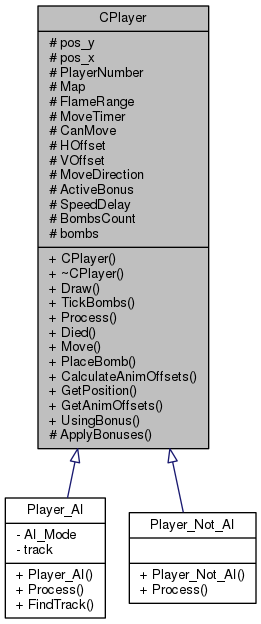 CPlayer
# pos_y
# pos_x
# PlayerNumber
# Map
# FlameRange
# MoveTimer
# CanMove
# HOffset
# VOffset
# MoveDirection
# ActiveBonus
# SpeedDelay
# BombsCount
# bombs
+ CPlayer()
+ ~CPlayer()
+ Draw()
+ TickBombs()
+ Process()
+ Died()
+ Move()
+ PlaceBomb()
+ CalculateAnimOffsets()
+ GetPosition()
+ GetAnimOffsets()
+ UsingBonus()
# ApplyBonuses()
Player_AI
- AI_Mode
- track
+ Player_AI()
+ Process()
+ FindTrack()
Player_Not_AI
+ Player_Not_AI()
+ Process()